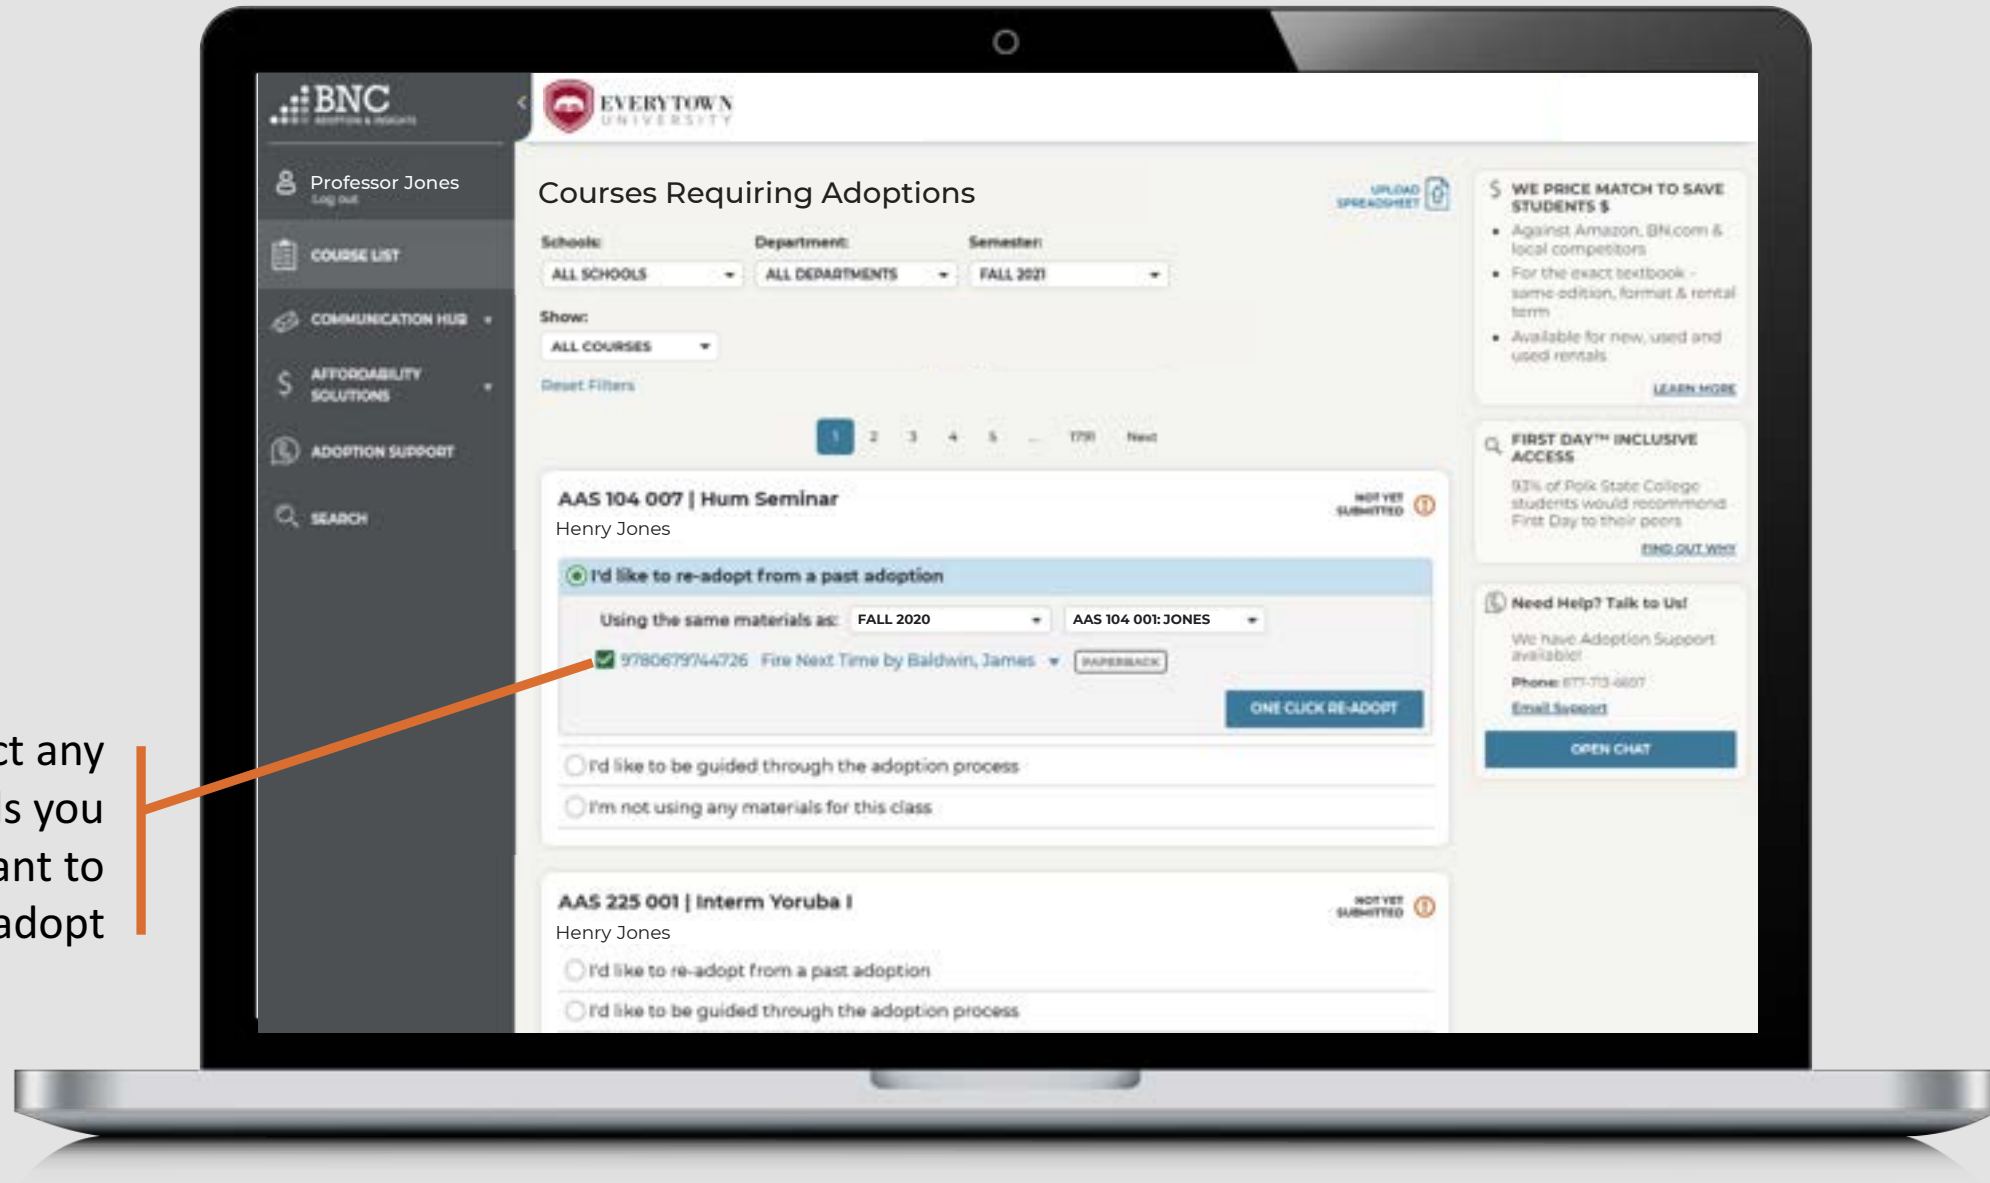 BNC
ADOPTION & INSIGHTS
EVERYTOWN
UNIVERSITY
Professor Jones
Log out
COURSE LIST
COMMUNICATION HUB
AFFORDABILITY
SOLUTIONS
ADOPTION SUPPORT
SEARCH
Courses Requiring Adoptions
UPLOAD
SPREADSHEET
Schools:
Department:
Semester:
ALL SCHOOLS
ALL DEPARTMENTS
FALL 2021
Show:
ALL COURSES
Reset Filters
1 2 3 4 5 ... 1791 Next
AAS 104 007 | Hum Seminar
NOT YET
SUBMITTED
Henry Jones
I'd like to re-adopt from a past adoption
Using the same materials as: FALL 2020 AAS 104 001: JONES
9780679744726 Fire Next Time by Baldwin, James PAPERBACK
ONE CLICK RE-ADOPT
I'd like to be guided through the adoption process
I'm not using any materials for this class
AAS 225 001 | Interm Yoruba I
NOT YET
SUBMITTED
Henry Jones
I'd like to re-adopt from a past adoption
I'd like to be guided through the adoption process
$ WE PRICE MATCH TO SAVE
STUDENTS $
• Against Amazon, BN.com &
local competitors
• For the exact textbook -
same edition, format & rental
term
• Available for new, used and
used rentals
LEARN MORE
FIRST DAY™ INCLUSIVE
ACCESS
93% of Polk State College
students would recommend
First Day to their peers
FIND OUT WHY
Need Help? Talk to Us!
We have Adoption Support
available!
Phone:
Email Support
OPEN CHAT
ct any
ls you
ant to
adopt